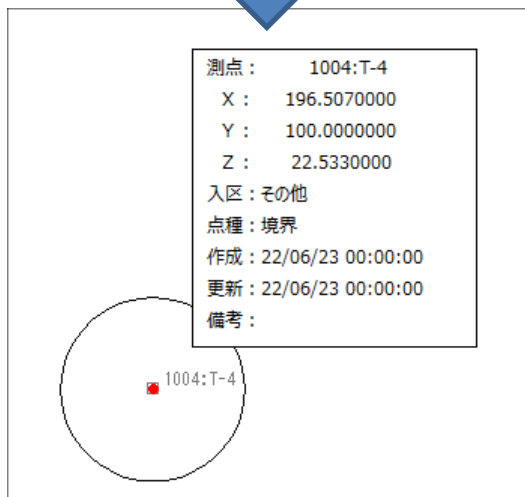 測点： 1004:T-4
X： 196.5070000
Y： 100.0000000
Z： 22.5330000
入区：その他
点種：境界
作成：22/06/23 00:00:00
更新：22/06/23 00:00:00
備考：
1004:T-4